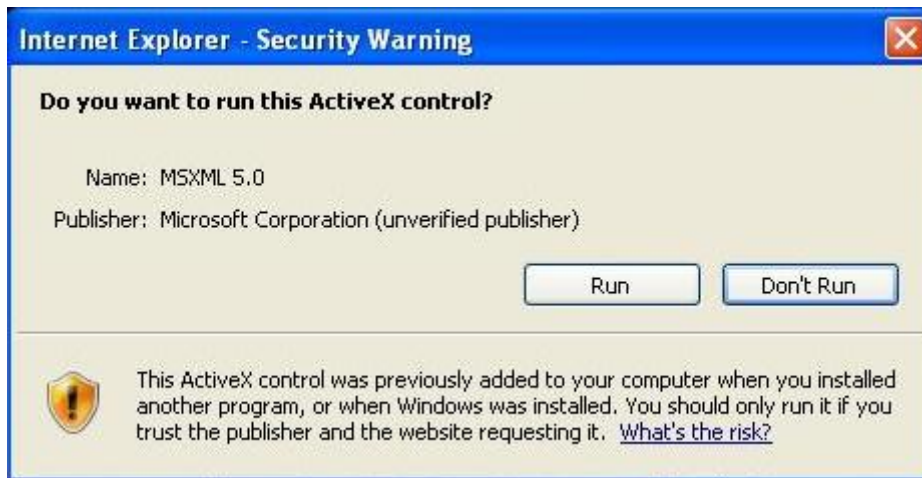 Internet Explorer - Security Warning
Do you want to run this ActiveX control?
Name: MSXML 5.0
Publisher: Microsoft Corporation (unverified publisher)
Run
Don't Run
This ActiveX control was previously added to your computer when you installed
another program, or when Windows was installed. You should only run it if you
trust the publisher and the website requesting it. What's the risk?